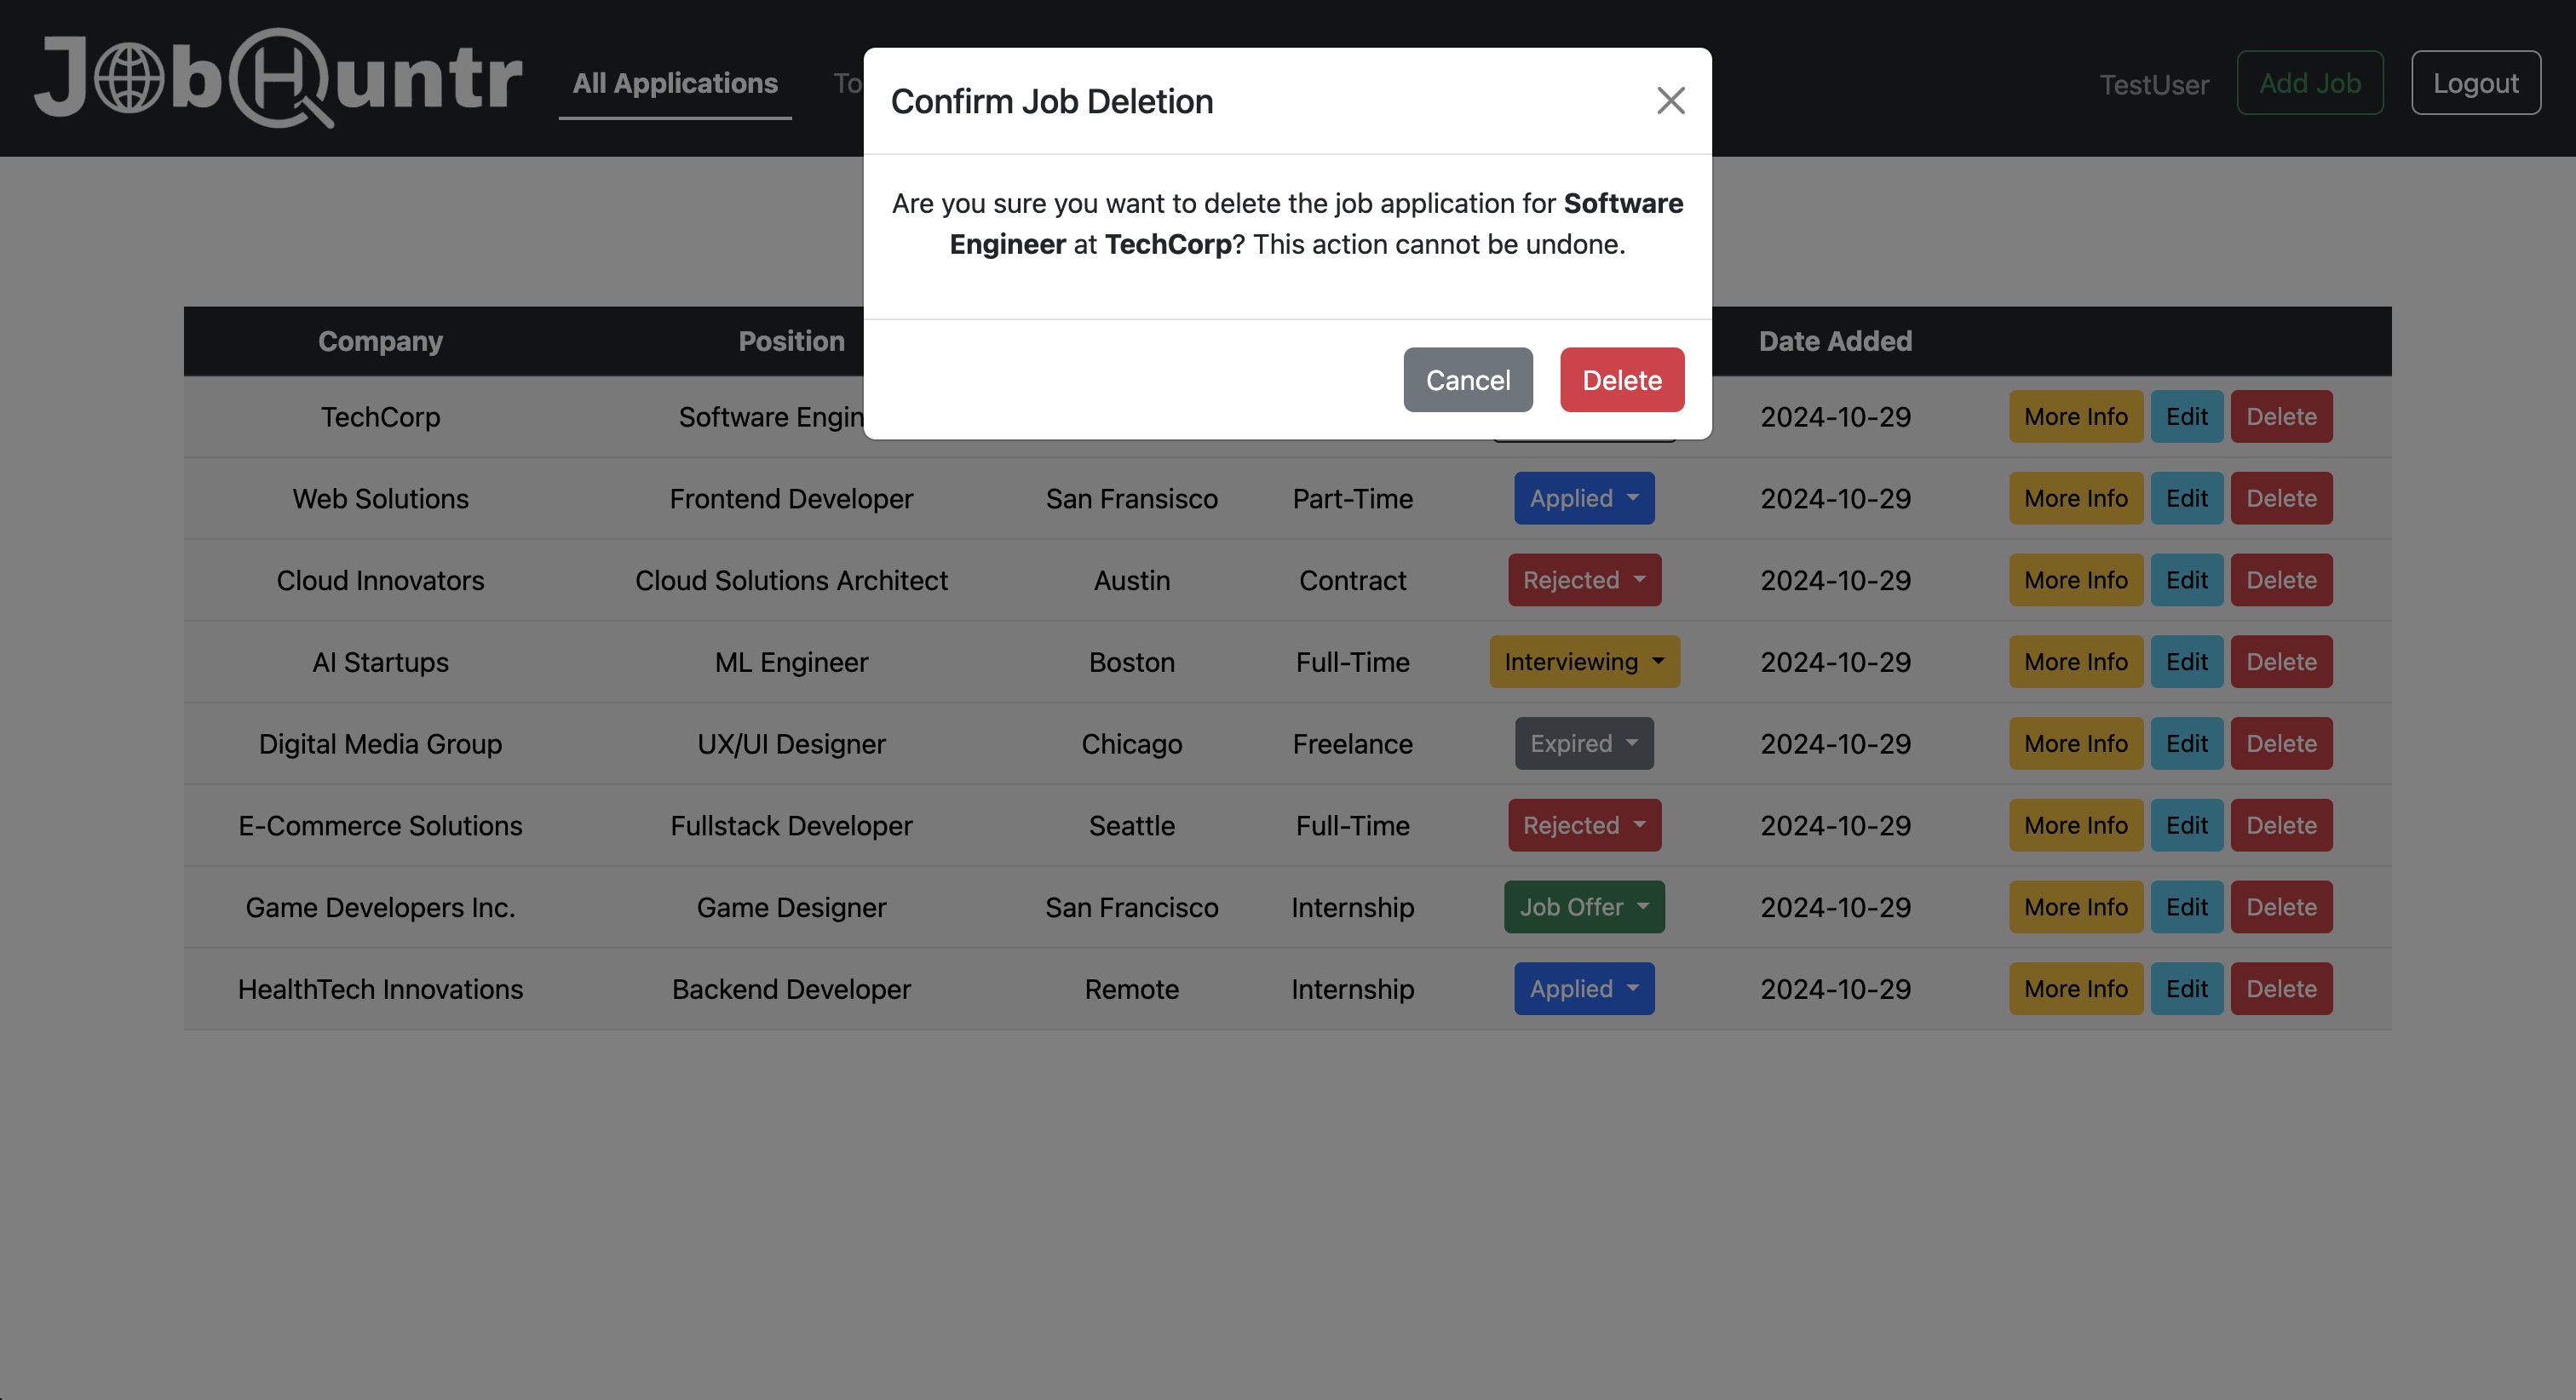 JobHuntr
All Applications
To
TestUser
Add Job
Logout
Confirm Job Deletion
Are you sure you want to delete the job application for Software
Engineer at TechCorp? This action cannot be undone.
Cancel Delete
Company Position Date Added
TechCorp Software Engin 2024-10-29 More Info Edit Delete
Web Solutions Frontend Developer San Fransisco Part-Time Applied 2024-10-29 More Info Edit Delete
Cloud Innovators Cloud Solutions Architect Austin Contract Rejected 2024-10-29 More Info Edit Delete
AI Startups ML Engineer Boston Full-Time Interviewing 2024-10-29 More Info Edit Delete
Digital Media Group UX/UI Designer Chicago Freelance Expired 2024-10-29 More Info Edit Delete
E-Commerce Solutions Fullstack Developer Seattle Full-Time Rejected 2024-10-29 More Info Edit Delete
Game Developers Inc. Game Designer San Francisco Internship Job Offer 2024-10-29 More Info Edit Delete
HealthTech Innovations Backend Developer Remote Internship Applied 2024-10-29 More Info Edit Delete